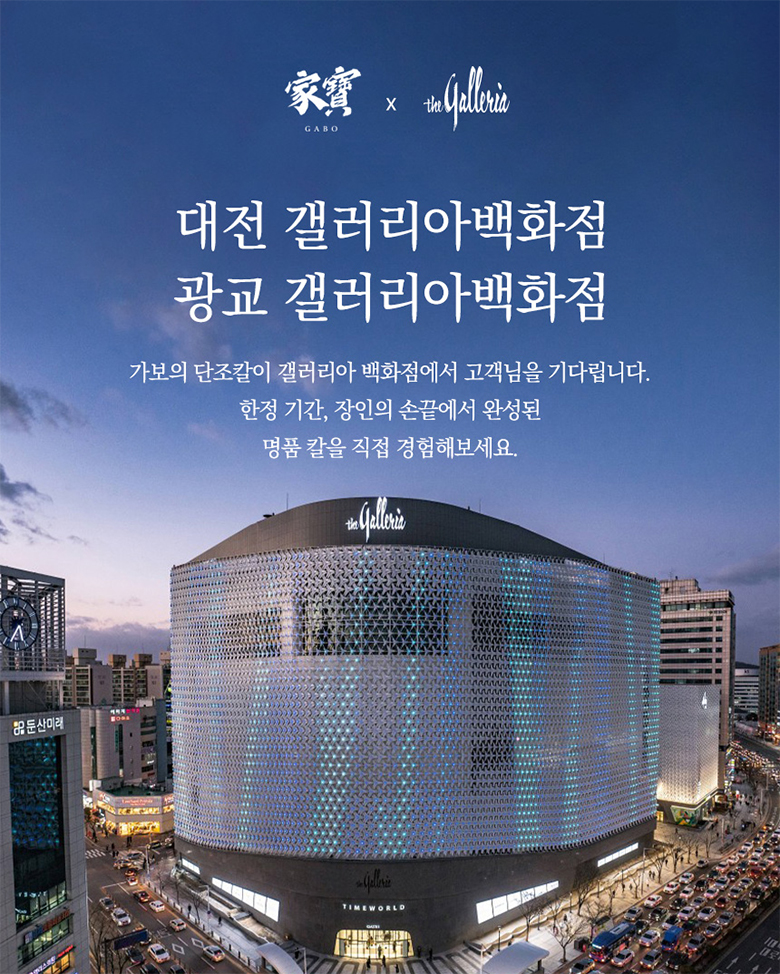 家寶 x the Galleria
GABO
대전 갤러리아백화점
광교 갤러리아백화점
가보의 단조칼이 갤러리아 백화점에서 고객님을 기다립니다.
한정 기간, 장인의 손끝에서 완성된
명품 칼을 직접 경험해보세요.
the Galleria
둔산미래
the Galleria
TIMEWORLD